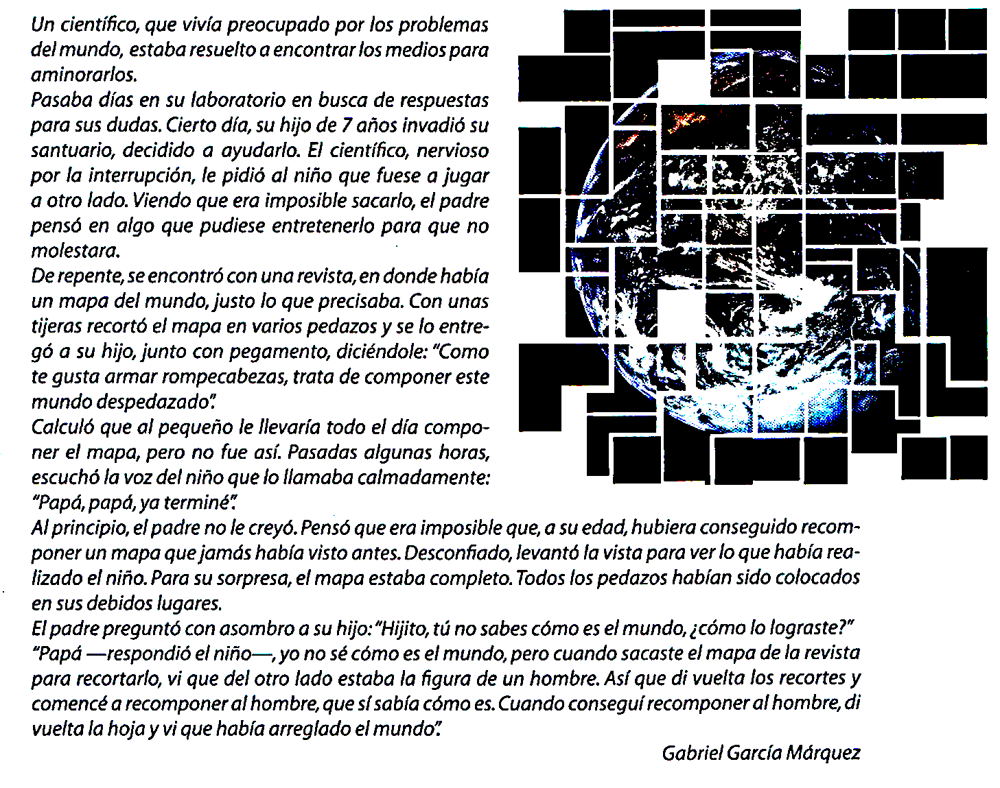 Un científico, que vivía preocupado por los problemas
del mundo, estaba resuelto a encontrar los medios para
aminorarlos.
Pasaba días en su laboratorio en busca de respuestas
para sus dudas. Cierto día, su hijo de 7 años invadió su
santuario, decidido a ayudarlo. El científico, nervioso
por la interrupción, le pidió al niño que fuese a jugar
a otro lado. Viendo que era imposible sacarlo, el padre
pensó en algo que pudiese entretenerlo para que no
molestara.
De repente, se encontró con una revista, en donde había
un mapa del mundo, justo lo que precisaba. Con unas
tijeras recortó el mapa en varios pedazos y se lo entre-
gó a su hijo, junto con pegamento, diciéndole: "Como
te gusta armar rompecabezas, trata de componer este
mundo despedazado".
Calculó que al pequeño le llevaría todo el día compo-
ner el mapa, pero no fue así. Pasadas algunas horas,
escuchó la voz del niño que lo llamaba calmadamente:
"Papá, papá, ya terminé".
Al principio, el padre no le creyó. Pensó que era imposible que, a su edad, hubiera conseguido recom-
poner un mapa que jamás había visto antes. Desconfiado, levantó la vista para ver lo que había rea-
lizado el niño. Para su sorpresa, el mapa estaba completo. Todos los pedazos habían sido colocados
en sus debidos lugares.
El padre preguntó con asombro a su hijo: "Hijito, tú no sabes cómo es el mundo, ¿cómo lo lograste?"
"Papá —respondió el niño—, yo no sé cómo es el mundo, pero cuando sacaste el mapa de la revista
para recortarlo, vi que del otro lado estaba la figura de un hombre. Así que di vuelta los recortes y
comencé a recomponer al hombre, que sí sabía cómo es. Cuando conseguí recomponer al hombre, di
vuelta la hoja y vi que había arreglado el mundo".
Gabriel García Márquez